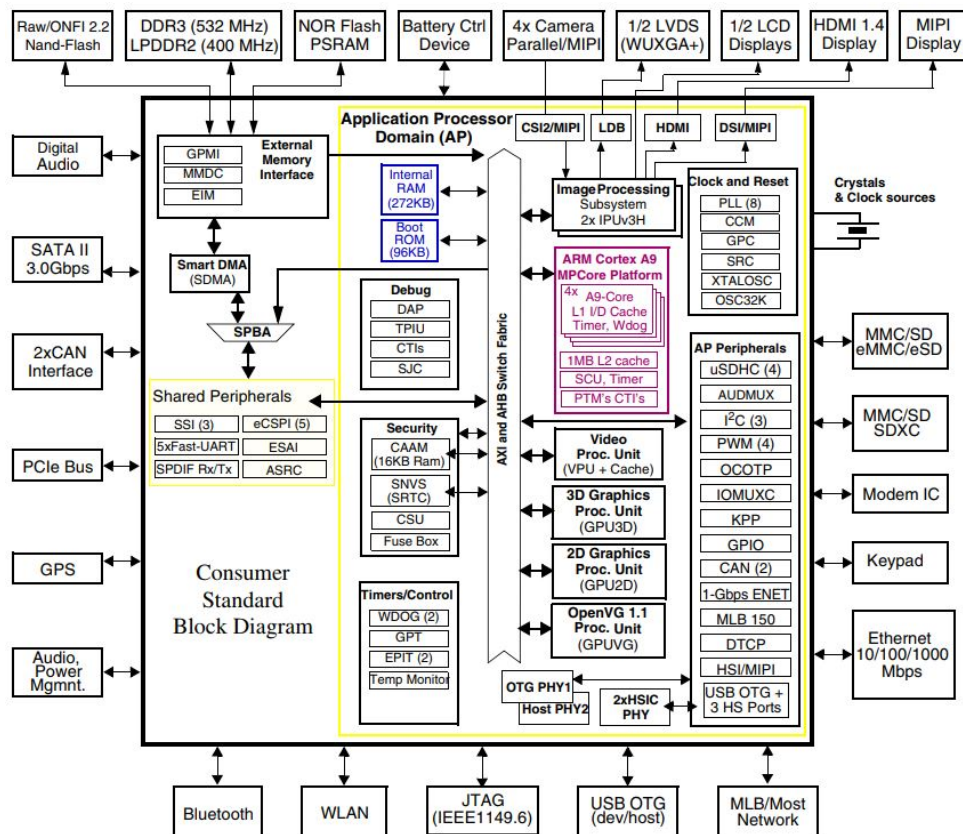 Raw/ONFI 2.2
Nand-Flash
DDR3 (532 MHz)
LPDDR2 (400 MHz)
NOR Flash
PSRAM
Battery Ctrl
Device
4x Camera
Parallel/MIPI
1/2 LVDS
(WUXGA+)
1/2 LCD
Displays
HDMI 1.4
Display
MIPI
Display
Digital
Audio
SATA II
3.0Gbps
2xCAN
Interface
PCIe Bus
GPS
Audio,
Power
Mgmnt.
External
Memory
Interface
GPMI
MMDC
EIM
Smart DMA
(SDMA)
SPBA
Shared Peripherals
SSI (3)
eCSPI (5)
5xFast-UART
ESAI
SPDIF Rx/Tx
ASRC
Consumer
Standard
Block Diagram
Application Processor
Domain (AP)
Internal
RAM
(272KB)
Boot
ROM
(96KB)
Debug
DAP
TPIU
CTIs
SJC
Security
CAAM
(16KB Ram)
SNVS
(SRTC)
CSU
Fuse Box
Timers/Control
WDOG (2)
GPT
EPIT (2)
Temp Monitor
AXI and AHB Switch Fabric
CSI2/MIPI
LDB
HDMI
DSI/MIPI
Image Processing
Subsystem
2x IPUv3H
ARM Cortex A9
MPCore Platform
4x
A9-Core
L1 I/D Cache
Timer, Wdog
1MB L2 cache
SCU, Timer
PTM's CTI's
Video
Proc. Unit
(VPU + Cache)
3D Graphics
Proc. Unit
(GPU3D)
2D Graphics
Proc. Unit
(GPU2D)
OpenVG 1.1
Proc. Unit
(GPUVG)
OTG PHY1
Host PHY2
2xHSIC
PHY
Clock and Reset
PLL (8)
CCM
GPC
SRC
XTALOSC
OSC32K
AP Peripherals
uSDHC (4)
AUDMUX
I²C (3)
PWM (4)
OCOTP
IOMUXC
KPP
GPIO
CAN (2)
1-Gbps ENET
MLB 150
DTCP
HSI/MIPI
USB OTG +
3 HS Ports
Crystals
& Clock sources
MMC/SD
eMMC/eSD
MMC/SD
SDXC
Modem IC
Keypad
Ethernet
10/100/1000
Mbps
Bluetooth
WLAN
JTAG
(IEEE1149.6)
USB OTG
(dev/host)
MLB/Most
Network